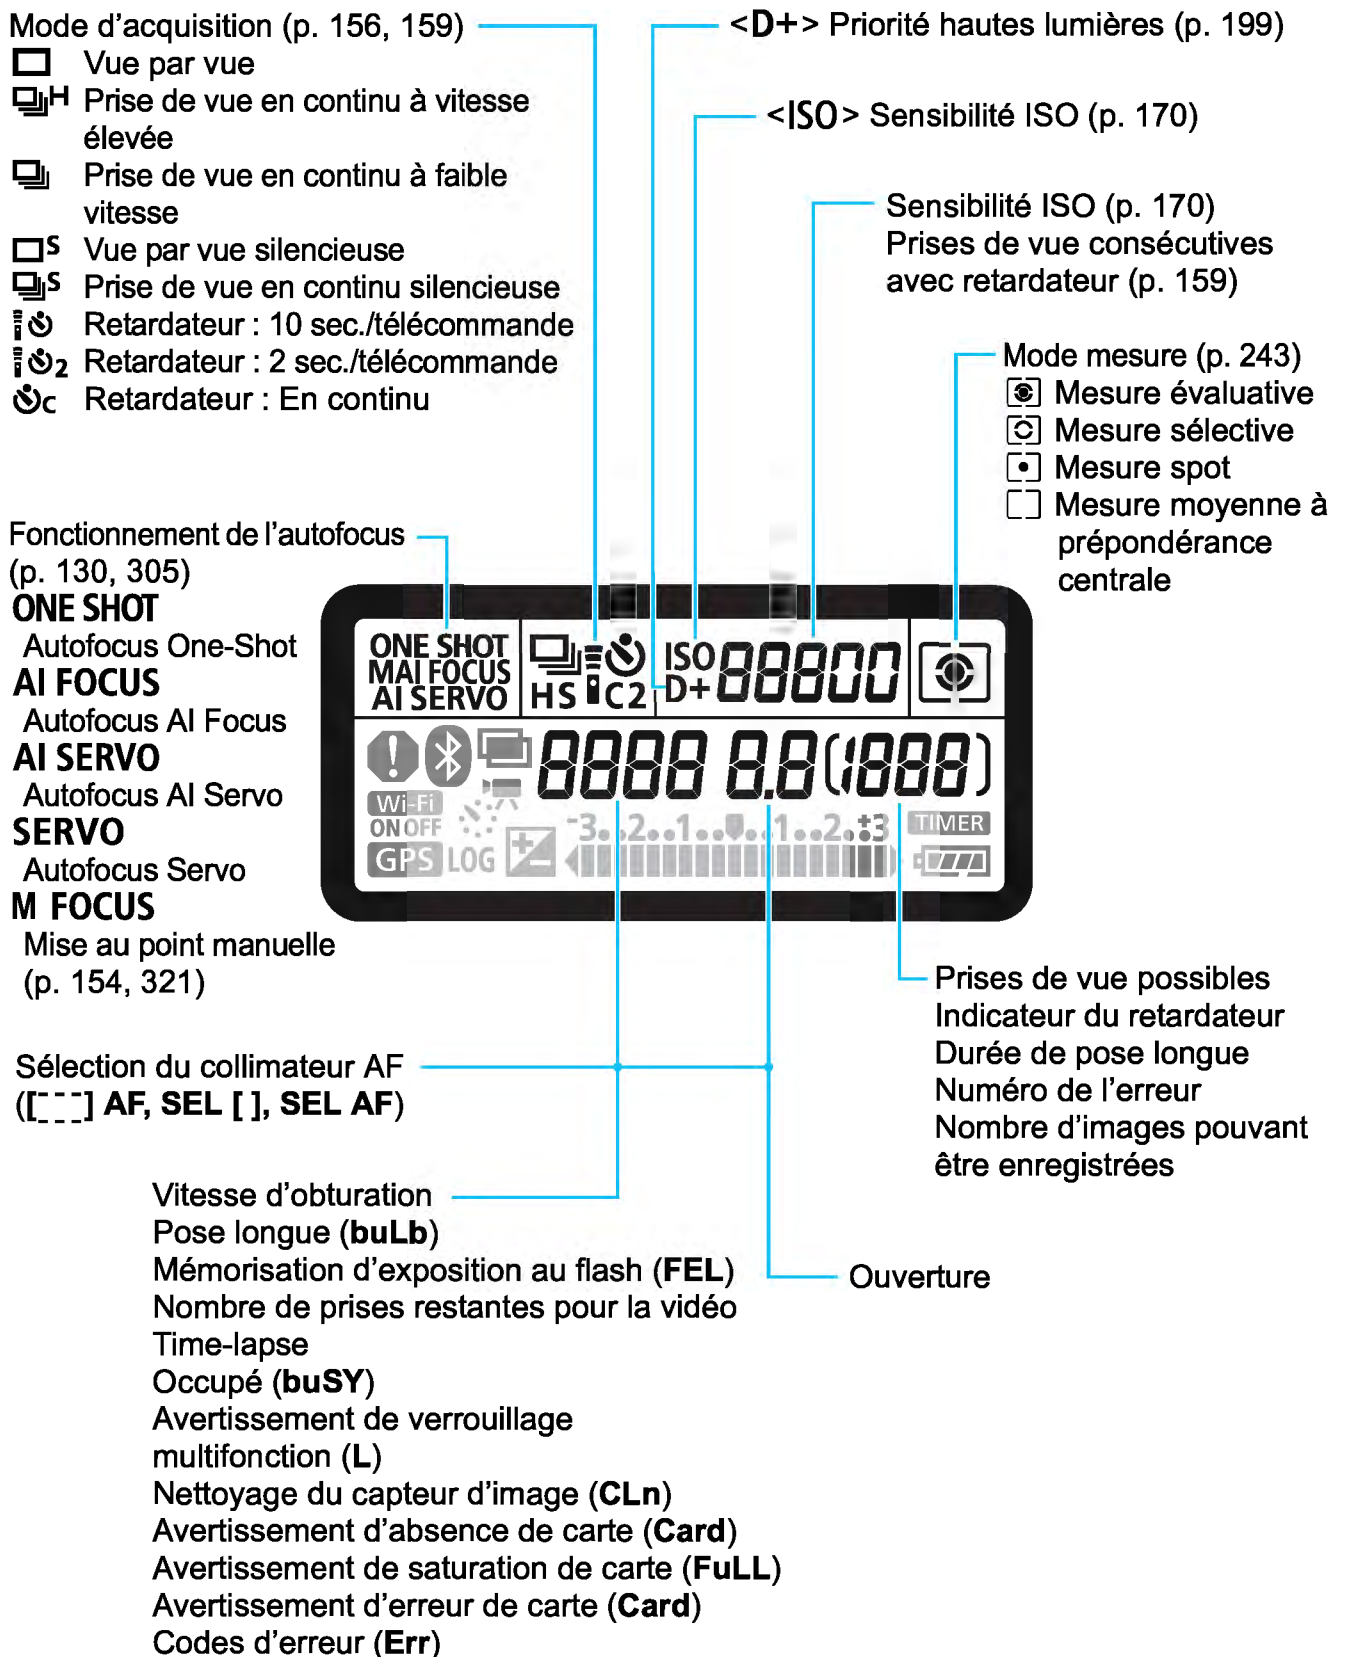 Mode d'acquisition (p. 156, 159)
Vue par vue
H Prise de vue en continu à vitesse
élevée
Prise de vue en continu à faible
vitesse
S Vue par vue silencieuse
S Prise de vue en continu silencieuse
Retardateur : 10 sec./télécommande
2 Retardateur : 2 sec./télécommande
C Retardateur : En continu
<D+> Priorité hautes lumières (p. 199)
<ISO> Sensibilité ISO (p. 170)
Sensibilité ISO (p. 170)
Prises de vue consécutives
avec retardateur (p. 159)
Mode mesure (p. 243)
Mesure évaluative
Mesure sélective
Mesure spot
Mesure moyenne à
prépondérance
centrale
Fonctionnement de l'autofocus
(p. 130, 305)
ONE SHOT
Autofocus One-Shot
AI FOCUS
Autofocus AI Focus
AI SERVO
Autofocus AI Servo
SERVO
Autofocus Servo
M FOCUS
Mise au point manuelle
(p. 154, 321)
ONE SHOT
MAI FOCUS
AI SERVO
HS C2
ISO 88800
D+
8888 8.8 (1888)
Wi-Fi
ON OFF
GPS LOG
-3..2..1..0..1..2..+3
TIMER
Sélection du collimateur AF
([---] AF, SEL [ ], SEL AF)
Prises de vue possibles
Indicateur du retardateur
Durée de pose longue
Numéro de l'erreur
Nombre d'images pouvant
être enregistrées
Vitesse d'obturation
Pose longue (buLb)
Mémorisation d'exposition au flash (FEL)
Nombre de prises restantes pour la vidéo
Time-lapse
Occupé (buSY)
Avertissement de verrouillage
multifonction (L)
Nettoyage du capteur d'image (CLn)
Avertissement d'absence de carte (Card)
Avertissement de saturation de carte (FuLL)
Avertissement d'erreur de carte (Card)
Codes d'erreur (Err)
Ouverture